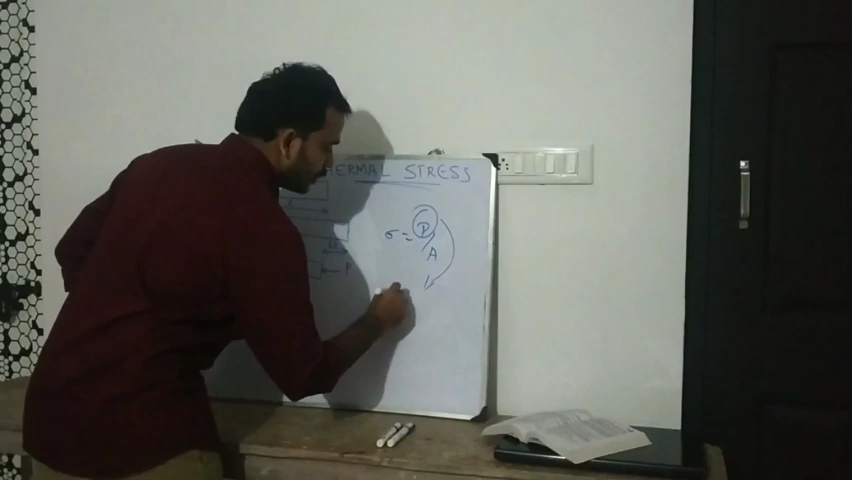 HERMAL STRESS
σ = P/A
P